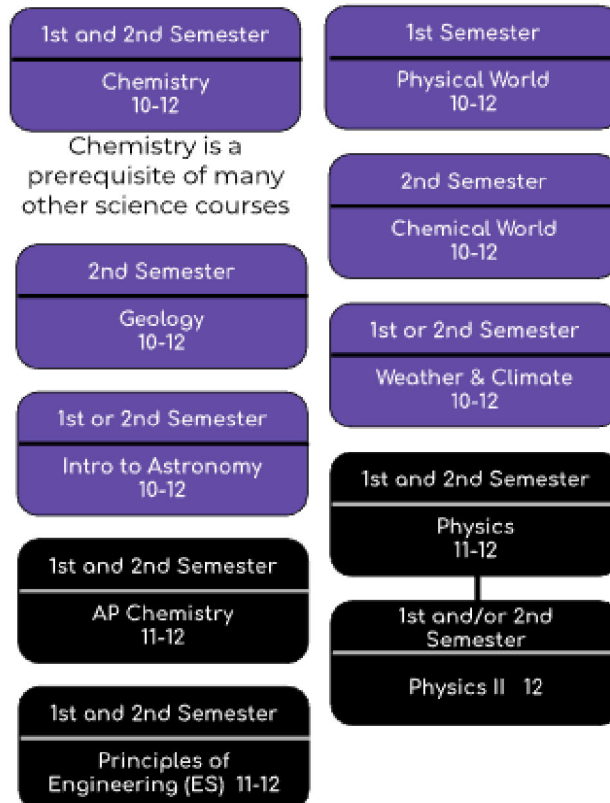 1st and 2nd Semester
Chemistry
10-12
Chemistry is a
prerequisite of many
other science courses
2nd Semester
Geology
10-12
1st or 2nd Semester
Intro to Astronomy
10-12
1st and 2nd Semester
AP Chemistry
11-12
1st and 2nd Semester
Principles of
Engineering (ES) 11-12
1st Semester
Physical World
10-12
2nd Semester
Chemical World
10-12
1st or 2nd Semester
Weather & Climate
10-12
1st and 2nd Semester
Physics
11-12
1st and/or 2nd
Semester
Physics II 12